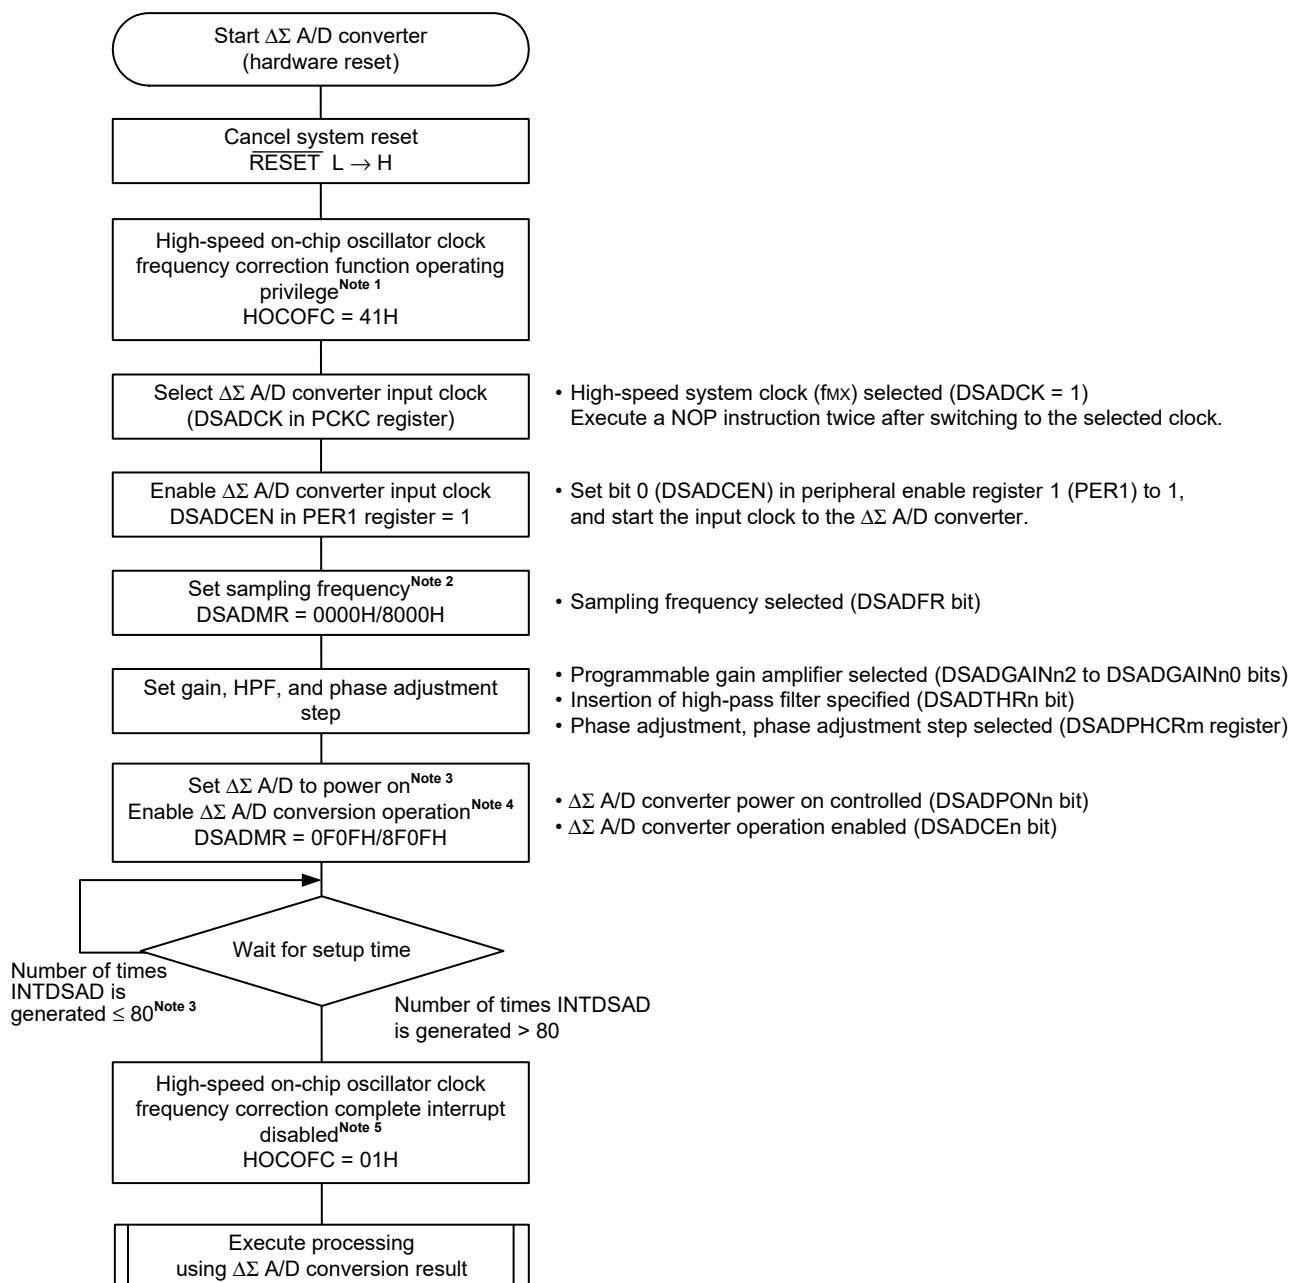 Start ΔΣ A/D converter
(hardware reset)
Cancel system reset
RESET L → H
High-speed on-chip oscillator clock
frequency correction function operating
privilegeNote 1
HOCOFC = 41H
Select ΔΣ A/D converter input clock
(DSADCK in PCKC register)
• High-speed system clock (fMX) selected (DSADCK = 1)
Execute a NOP instruction twice after switching to the selected clock.
Enable ΔΣ A/D converter input clock
DSADCEN in PER1 register = 1
• Set bit 0 (DSADCEN) in peripheral enable register 1 (PER1) to 1,
and start the input clock to the ΔΣ A/D converter.
Set sampling frequencyNote 2
DSADMR = 0000H/8000H
• Sampling frequency selected (DSADFR bit)
Set gain, HPF, and phase adjustment
step
• Programmable gain amplifier selected (DSADGAINn2 to DSADGAINn0 bits)
• Insertion of high-pass filter specified (DSADTHRn bit)
• Phase adjustment, phase adjustment step selected (DSADPHCRm register)
Set ΔΣ A/D to power onNote 3
Enable ΔΣ A/D conversion operationNote 4
DSADMR = 0F0FH/8F0FH
• ΔΣ A/D converter power on controlled (DSADPONn bit)
• ΔΣ A/D converter operation enabled (DSADCEn bit)
Wait for setup time
Number of times
INTDSAD is
generated ≤ 80Note 3
Number of times INTDSAD
is generated > 80
High-speed on-chip oscillator clock
frequency correction complete interrupt
disabledNote 5
HOCOFC = 01H
Execute processing
using ΔΣ A/D conversion result